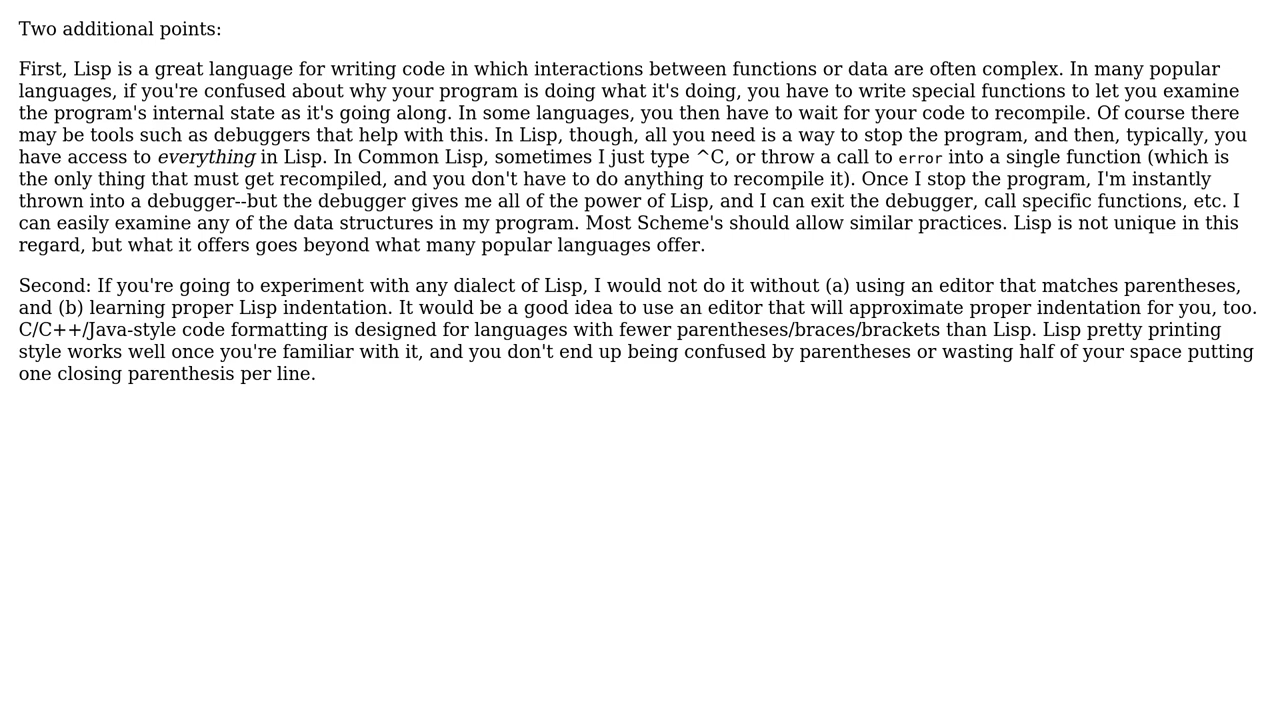 Two additional points:
First, Lisp is a great language for writing code in which interactions between functions or data are often complex. In many popular
languages, if you're confused about why your program is doing what it's doing, you have to write special functions to let you examine
the program's internal state as it's going along. In some languages, you then have to wait for your code to recompile. Of course there
may be tools such as debuggers that help with this. In Lisp, though, all you need is a way to stop the program, and then, typically, you
have access to everything in Lisp. In Common Lisp, sometimes I just type ^C, or throw a call to error into a single function (which is
the only thing that must get recompiled, and you don't have to do anything to recompile it). Once I stop the program, I'm instantly
thrown into a debugger--but the debugger gives me all of the power of Lisp, and I can exit the debugger, call specific functions, etc. I
can easily examine any of the data structures in my program. Most Scheme's should allow similar practices. Lisp is not unique in this
regard, but what it offers goes beyond what many popular languages offer.
Second: If you're going to experiment with any dialect of Lisp, I would not do it without (a) using an editor that matches parentheses,
and (b) learning proper Lisp indentation. It would be a good idea to use an editor that will approximate proper indentation for you, too.
C/C++/Java-style code formatting is designed for languages with fewer parentheses/braces/brackets than Lisp. Lisp pretty printing
style works well once you're familiar with it, and you don't end up being confused by parentheses or wasting half of your space putting
one closing parenthesis per line.